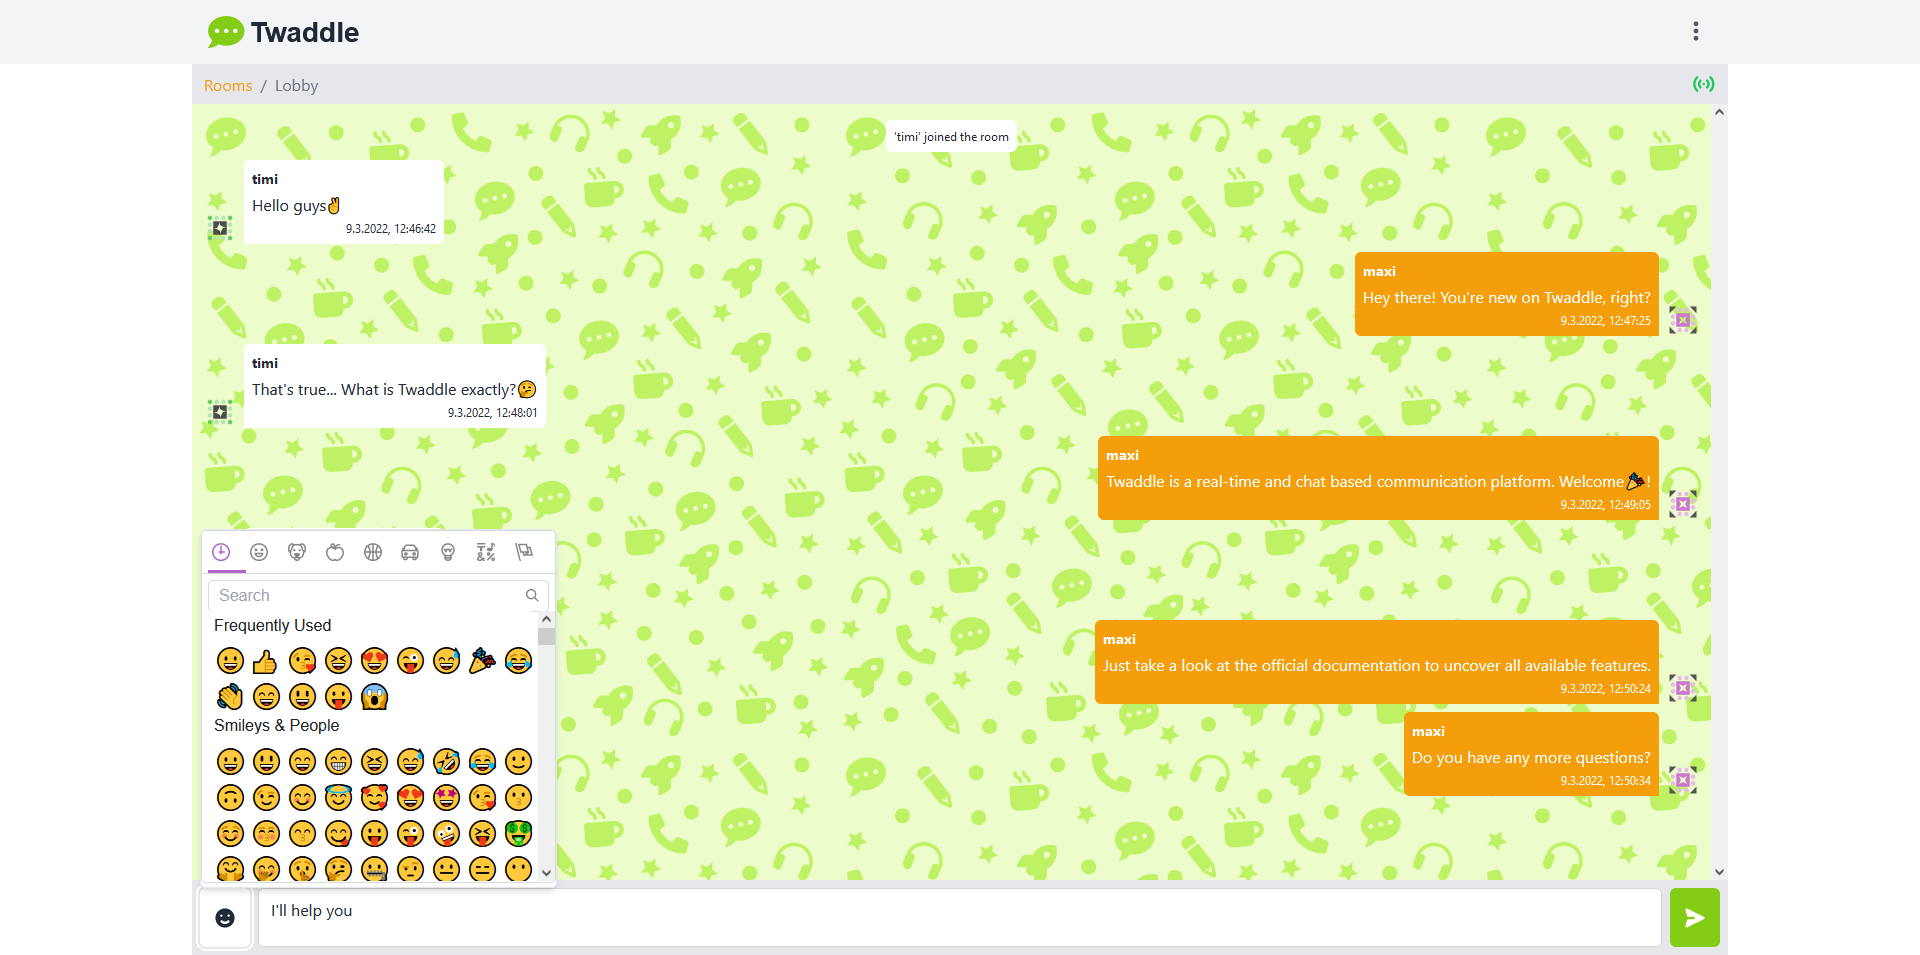 Twaddle
Rooms / Lobby
'timi' joined the room
timi
Hello guys✌
9.3.2022, 12:46:42
maxi
Hey there! You're new on Twaddle, right?
9.3.2022, 12:47:25
timi
That's true... What is Twaddle exactly?🤔
9.3.2022, 12:48:01
maxi
Twaddle is a real-time and chat based communication platform. Welcome🎉!
9.3.2022, 12:49:05
maxi
Just take a look at the official documentation to uncover all available features.
9.3.2022, 12:50:24
maxi
Do you have any more questions?
9.3.2022, 12:50:34
Search
Frequently Used
Smileys & People
I'll help you